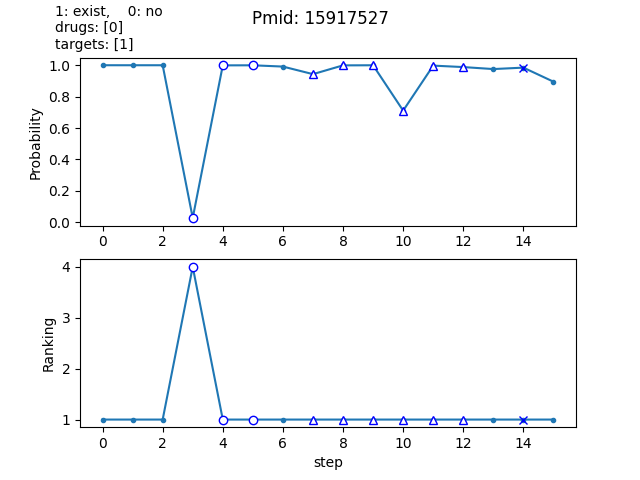 1: exist,    0: no
drugs: [0]
targets: [1]
Pmid: 15917527
1.0
0.8
0.6
0.4
0.2
0.0
Probability
0 2 4 6 8 10 12 14
4
3
2
1
Ranking
0 2 4 6 8 10 12 14
step